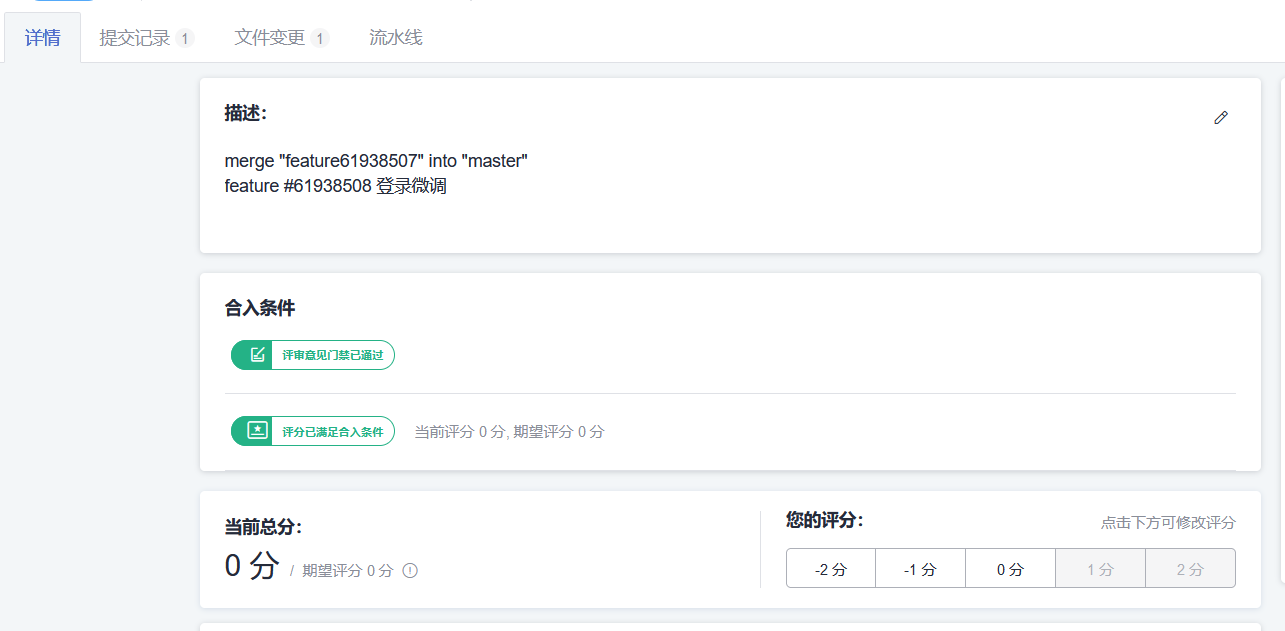 详情 提交记录 1 文件变更 1 流水线
描述：
merge "feature61938507" into "master"
feature #61938508 登录微调
合入条件
评审意见门禁已通过
评分已满足合入条件 当前评分 0 分, 期望评分 0 分
当前总分：
0 分 / 期望评分 0 分
您的评分： 点击下方可修改评分
-2 分 -1 分 0 分 1 分 2 分